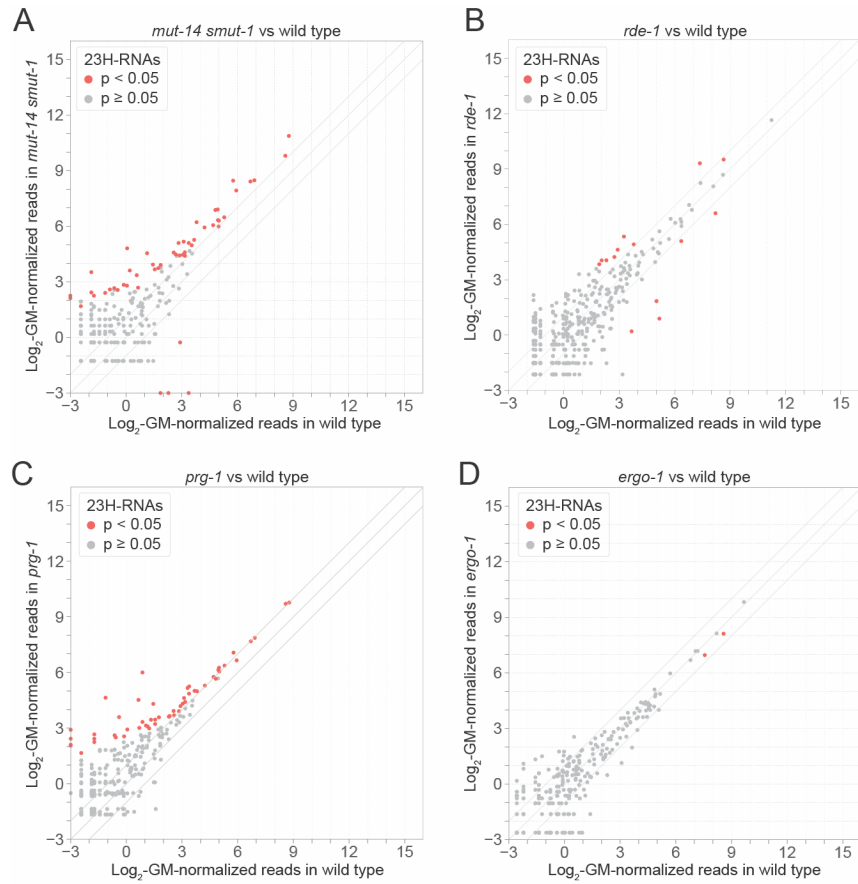 A
mut-14 smut-1 vs wild type
23H-RNAs
p < 0.05
p ≥ 0.05
Log2-GM-normalized reads in mut-14 smut-1
15
12
9
6
3
0
−3
−3 0 3 6 9 12 15
Log2-GM-normalized reads in wild type
B
rde-1 vs wild type
23H-RNAs
p < 0.05
p ≥ 0.05
Log2-GM-normalized reads in rde-1
15
12
9
6
3
0
−3
−3 0 3 6 9 12 15
Log2-GM-normalized reads in wild type
C
prg-1 vs wild type
23H-RNAs
p < 0.05
p ≥ 0.05
Log2-GM-normalized reads in prg-1
15
12
9
6
3
0
−3
−3 0 3 6 9 12 15
Log2-GM-normalized reads in wild type
D
ergo-1 vs wild type
23H-RNAs
p < 0.05
p ≥ 0.05
Log2-GM-normalized reads in ergo-1
15
12
9
6
3
0
−3
−3 0 3 6 9 12 15
Log2-GM-normalized reads in wild type